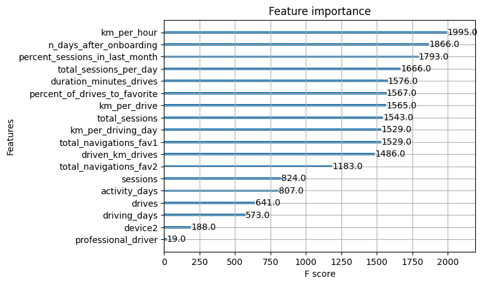 Feature importance
km_per_hour 1995.0
n_days_after_onboarding 1866.0
percent_sessions_in_last_month 1793.0
total_sessions_per_day 1666.0
duration_minutes_drives 1576.0
percent_of_drives_to_favorite 1567.0
km_per_drive 1565.0
total_sessions 1543.0
km_per_driving_day 1529.0
total_navigations_fav1 1529.0
driven_km_drives 1486.0
total_navigations_fav2 1183.0
sessions 824.0
activity_days 807.0
drives 641.0
driving_days 573.0
device2 188.0
professional_driver 19.0
Features
0 250 500 750 1000 1250 1500 1750 2000
F score